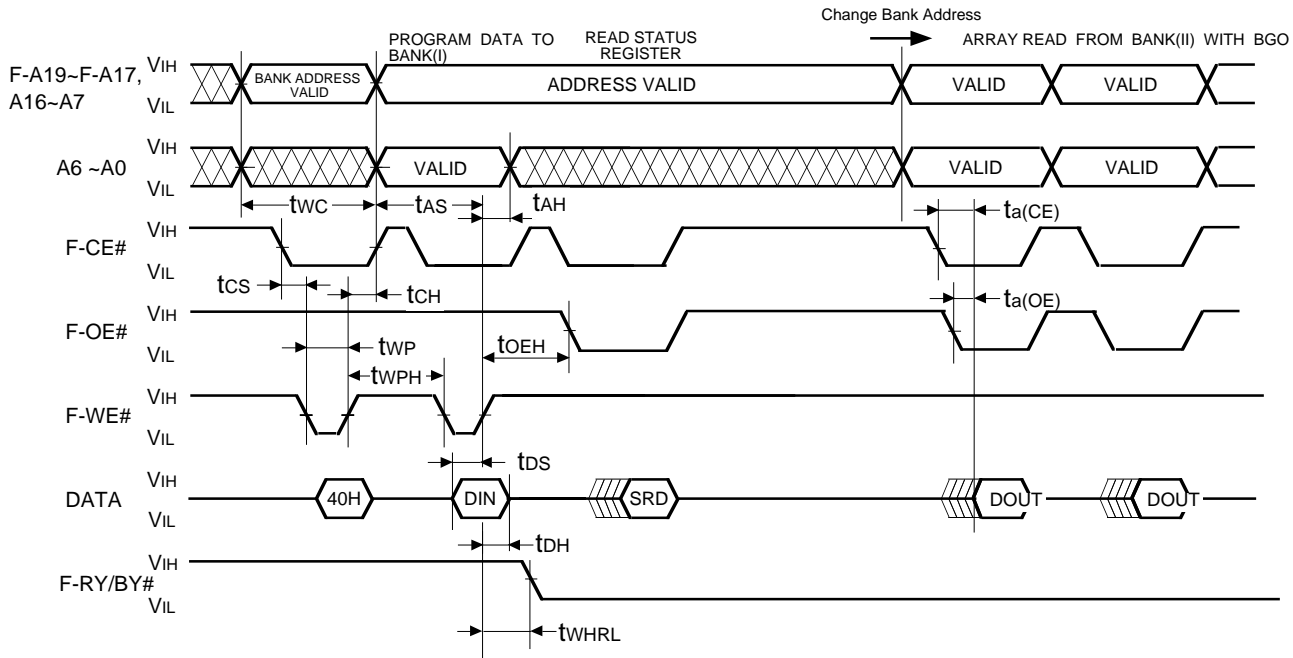 Change Bank Address
PROGRAM DATA TO BANK(I)
READ STATUS REGISTER
ARRAY READ FROM BANK(II) WITH BGO
F-A19~F-A17, A16~A7
VIH
VIL
BANK ADDRESS VALID
ADDRESS VALID
VALID
VALID
A6 ~A0
VIH
VIL
VALID
VALID
VALID
tWC
tAS
tAH
ta(CE)
F-CE#
VIH
VIL
tCS
tCH
ta(OE)
F-OE#
VIH
VIL
tWP
tOEH
tWPH
F-WE#
VIH
VIL
tDS
DATA
VIH
VIL
40H
DIN
SRD
DOUT
DOUT
tDH
F-RY/BY#
VIH
VIL
tWHRL